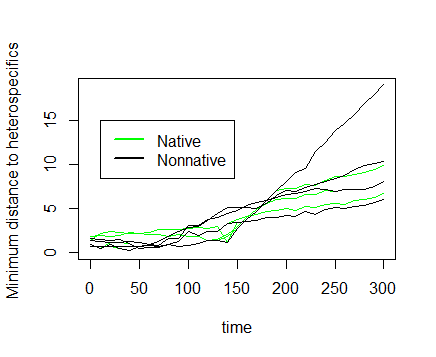 Minimum distance to heterospecifics
15
10
5
0
Native
Nonnative
0 50 100 150 200 250 300
time